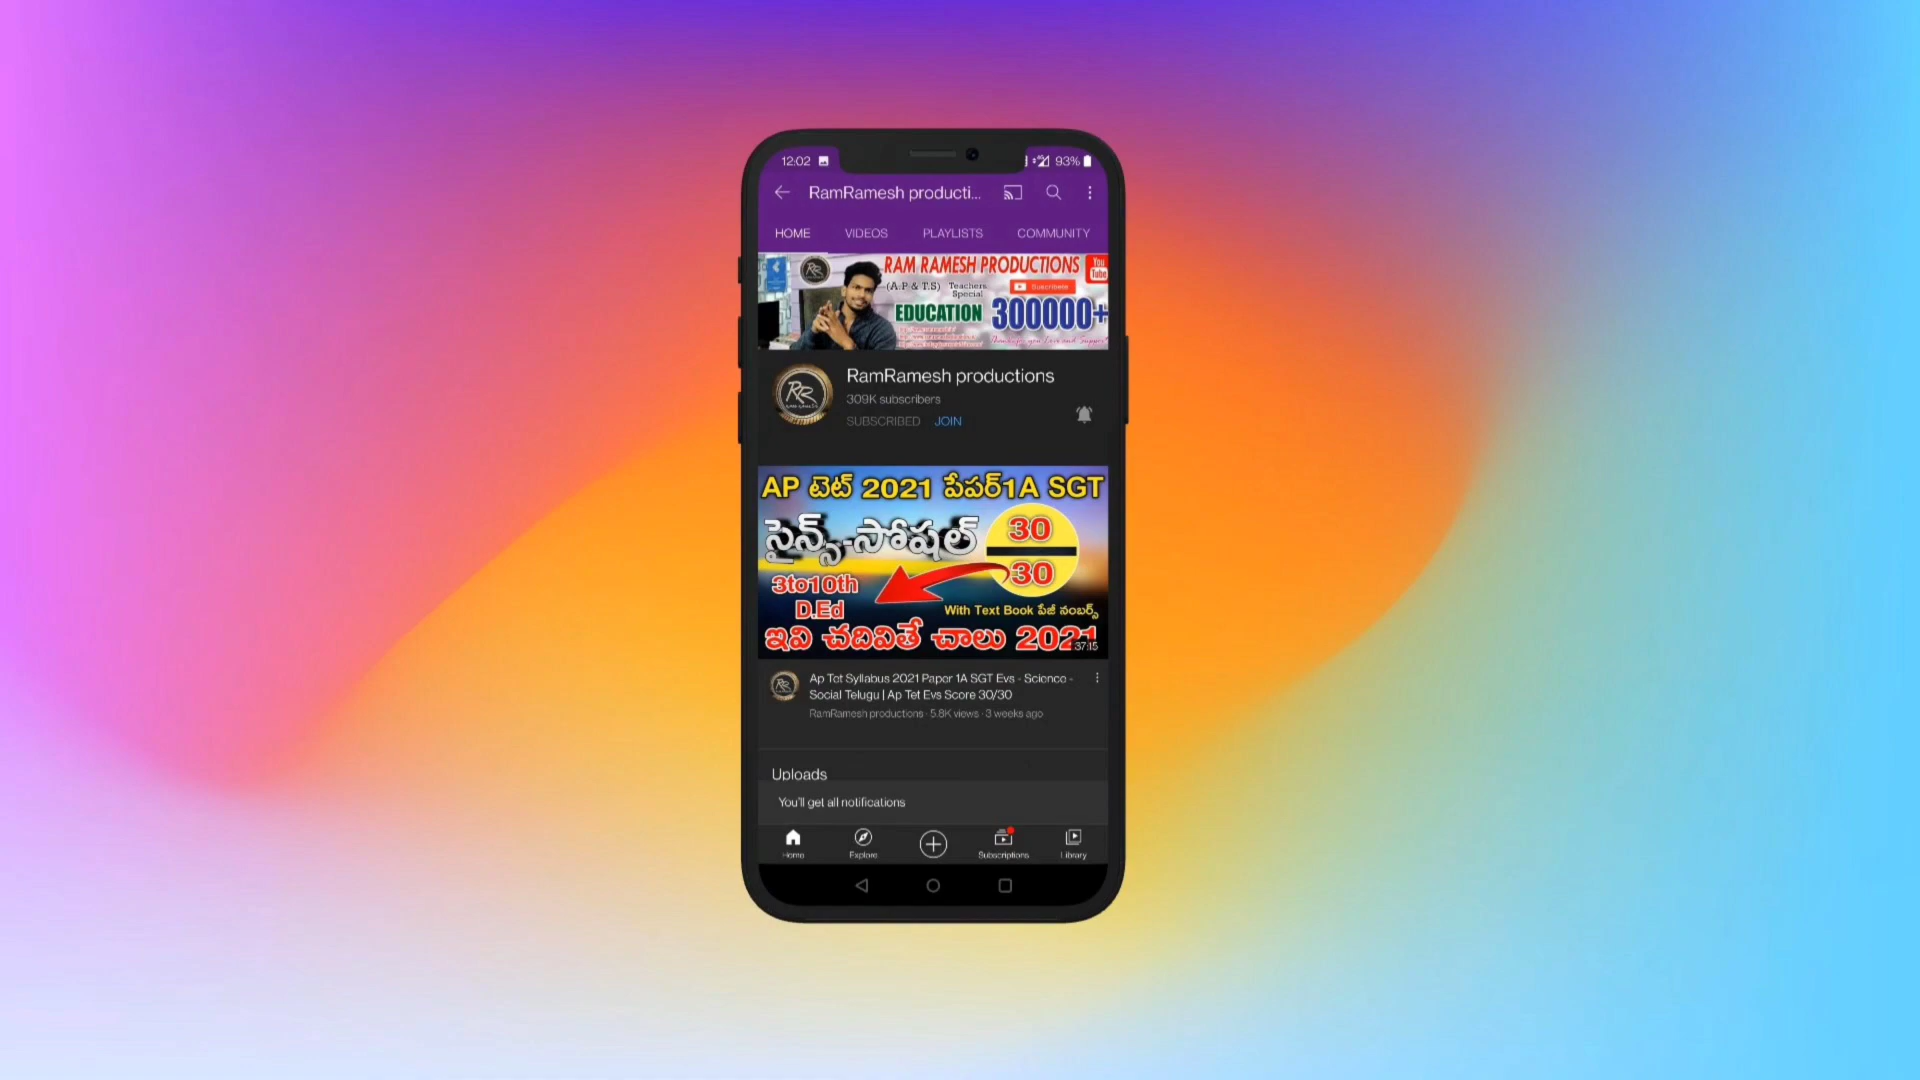 12:02
93%
RamRamesh producti...
HOME VIDEOS PLAYLISTS COMMUNITY
RAM RAMESH PRODUCTIONS
You Tube
(A.P & T.S) Teachers Special
EDUCATION 300000+
RamRamesh productions
309K subscribers
SUBSCRIBED JOIN
AP టెట్ 2021 పేపర్1A SGT
సైన్స్-సోషల్ 30
30
3to10th
D.Ed
With Text Book పేజీ నంబర్స్
ఇవి చదివితే చాలు 2021
37:15
Ap Tet Syllabus 2021 Paper 1A SGT Evs - Science -
Social Telugu | Ap Tet Evs Score 30/30
RamRamesh productions · 5.8K views · 3 weeks ago
Uploads
You'll get all notifications
Home Explore Subscriptions Library